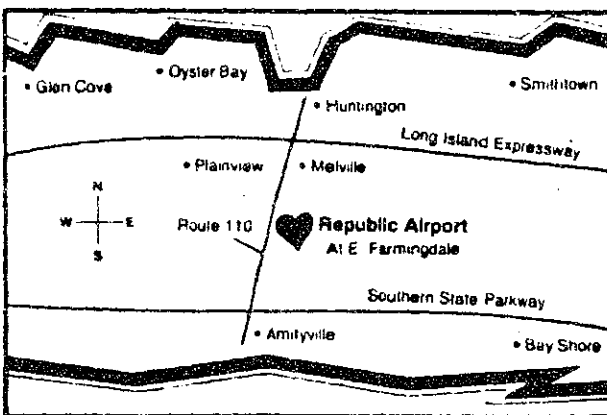 Oyster Bay
Glen Cove
Smithtown
Huntington
Long Island Expressway
Plainview
Melville
N
W E
S
Route 110
Republic Airport
At E. Farmingdale
Southern State Parkway
Amityville
Bay Shore